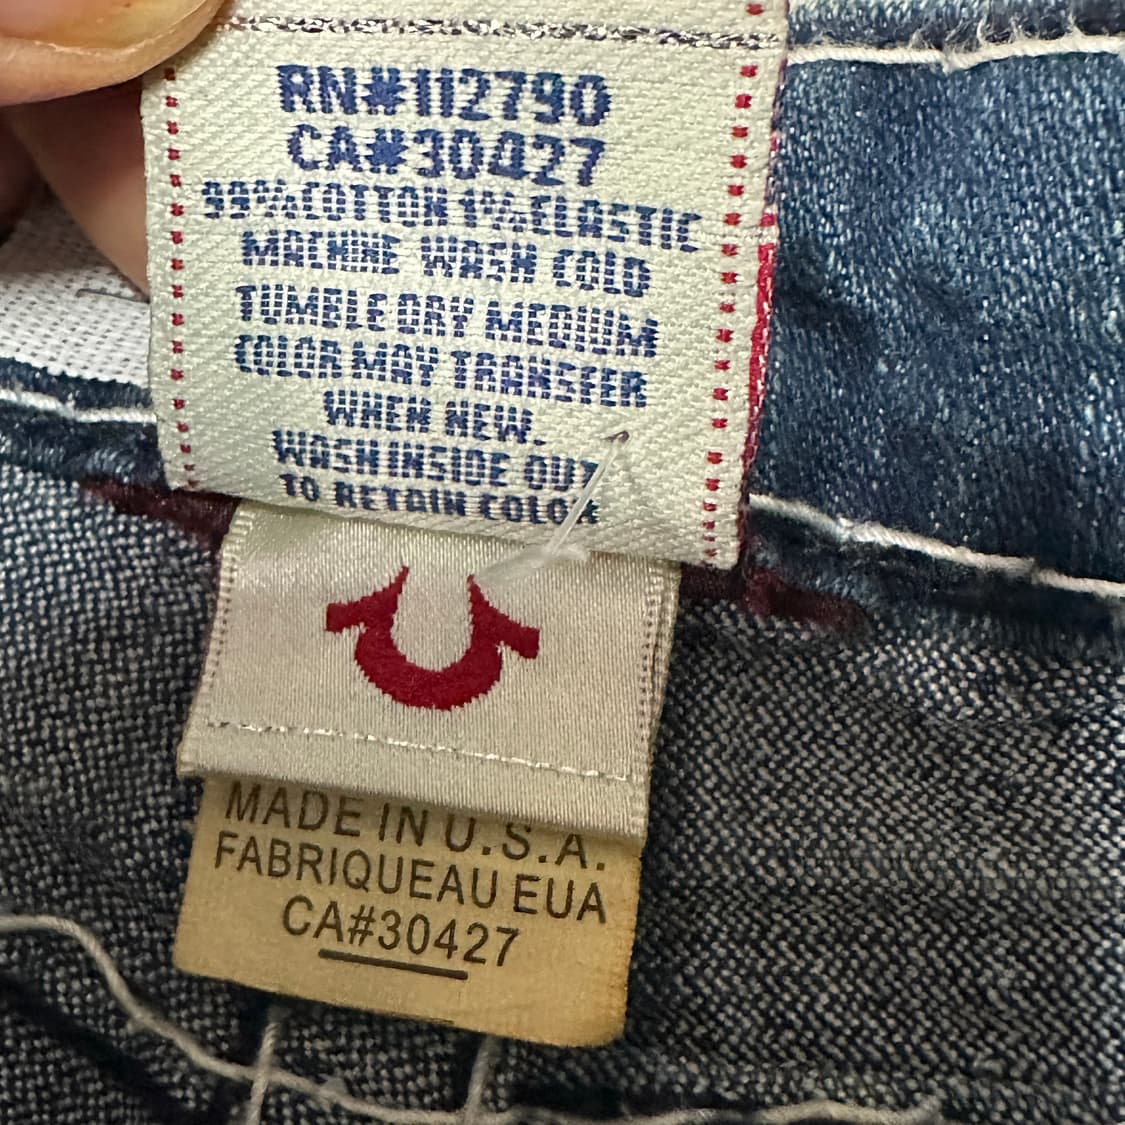 RN#112790
CA#30427
99%COTTON 1%ELASTIC
MACHINE WASH COLD
TUMBLE DRY MEDIUM
COLOR MAY TRANSFER
WHEN NEW.
WASH INSIDE OUT
TO RETAIN COLOR
MADE IN U.S.A.
FABRIQUEAU EUA
CA#30427